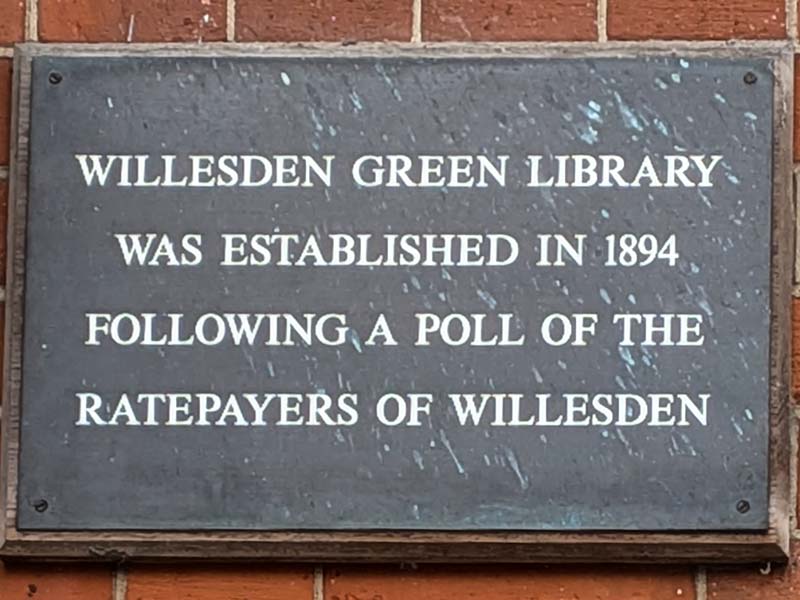 WILLESDEN GREEN LIBRARY
WAS ESTABLISHED IN 1894
FOLLOWING A POLL OF THE
RATEPAYERS OF WILLESDEN